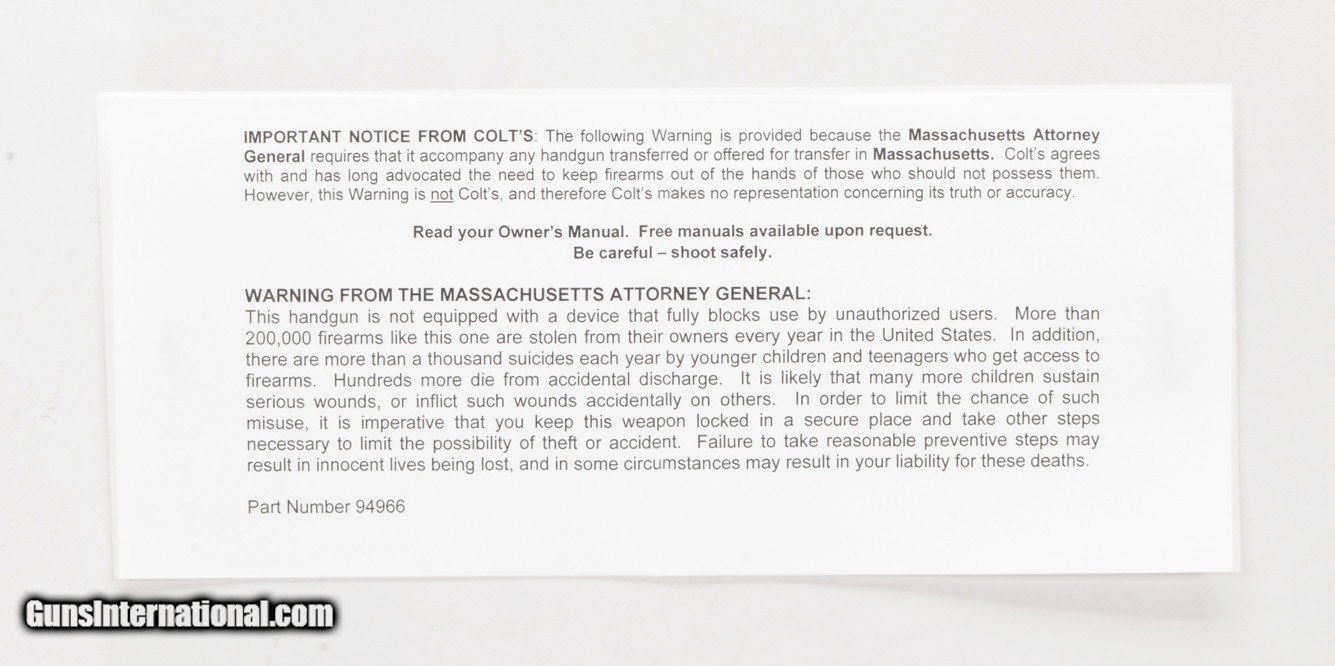 IMPORTANT NOTICE FROM COLT'S: The following Warning is provided because the Massachusetts Attorney
General requires that it accompany any handgun transferred or offered for transfer in Massachusetts. Colt's agrees
with and has long advocated the need to keep firearms out of the hands of those who should not possess them.
However, this Warning is not Colt's, and therefore Colt's makes no representation concerning its truth or accuracy.
Read your Owner's Manual. Free manuals available upon request.
Be careful – shoot safely.
WARNING FROM THE MASSACHUSETTS ATTORNEY GENERAL:
This handgun is not equipped with a device that fully blocks use by unauthorized users. More than
200,000 firearms like this one are stolen from their owners every year in the United States. In addition,
there are more than a thousand suicides each year by younger children and teenagers who get access to
firearms. Hundreds more die from accidental discharge. It is likely that many more children sustain
serious wounds, or inflict such wounds accidentally on others. In order to limit the chance of such
misuse, it is imperative that you keep this weapon locked in a secure place and take other steps
necessary to limit the possibility of theft or accident. Failure to take reasonable preventive steps may
result in innocent lives being lost, and in some circumstances may result in your liability for these deaths.
Part Number 94966
GunsInternational.com